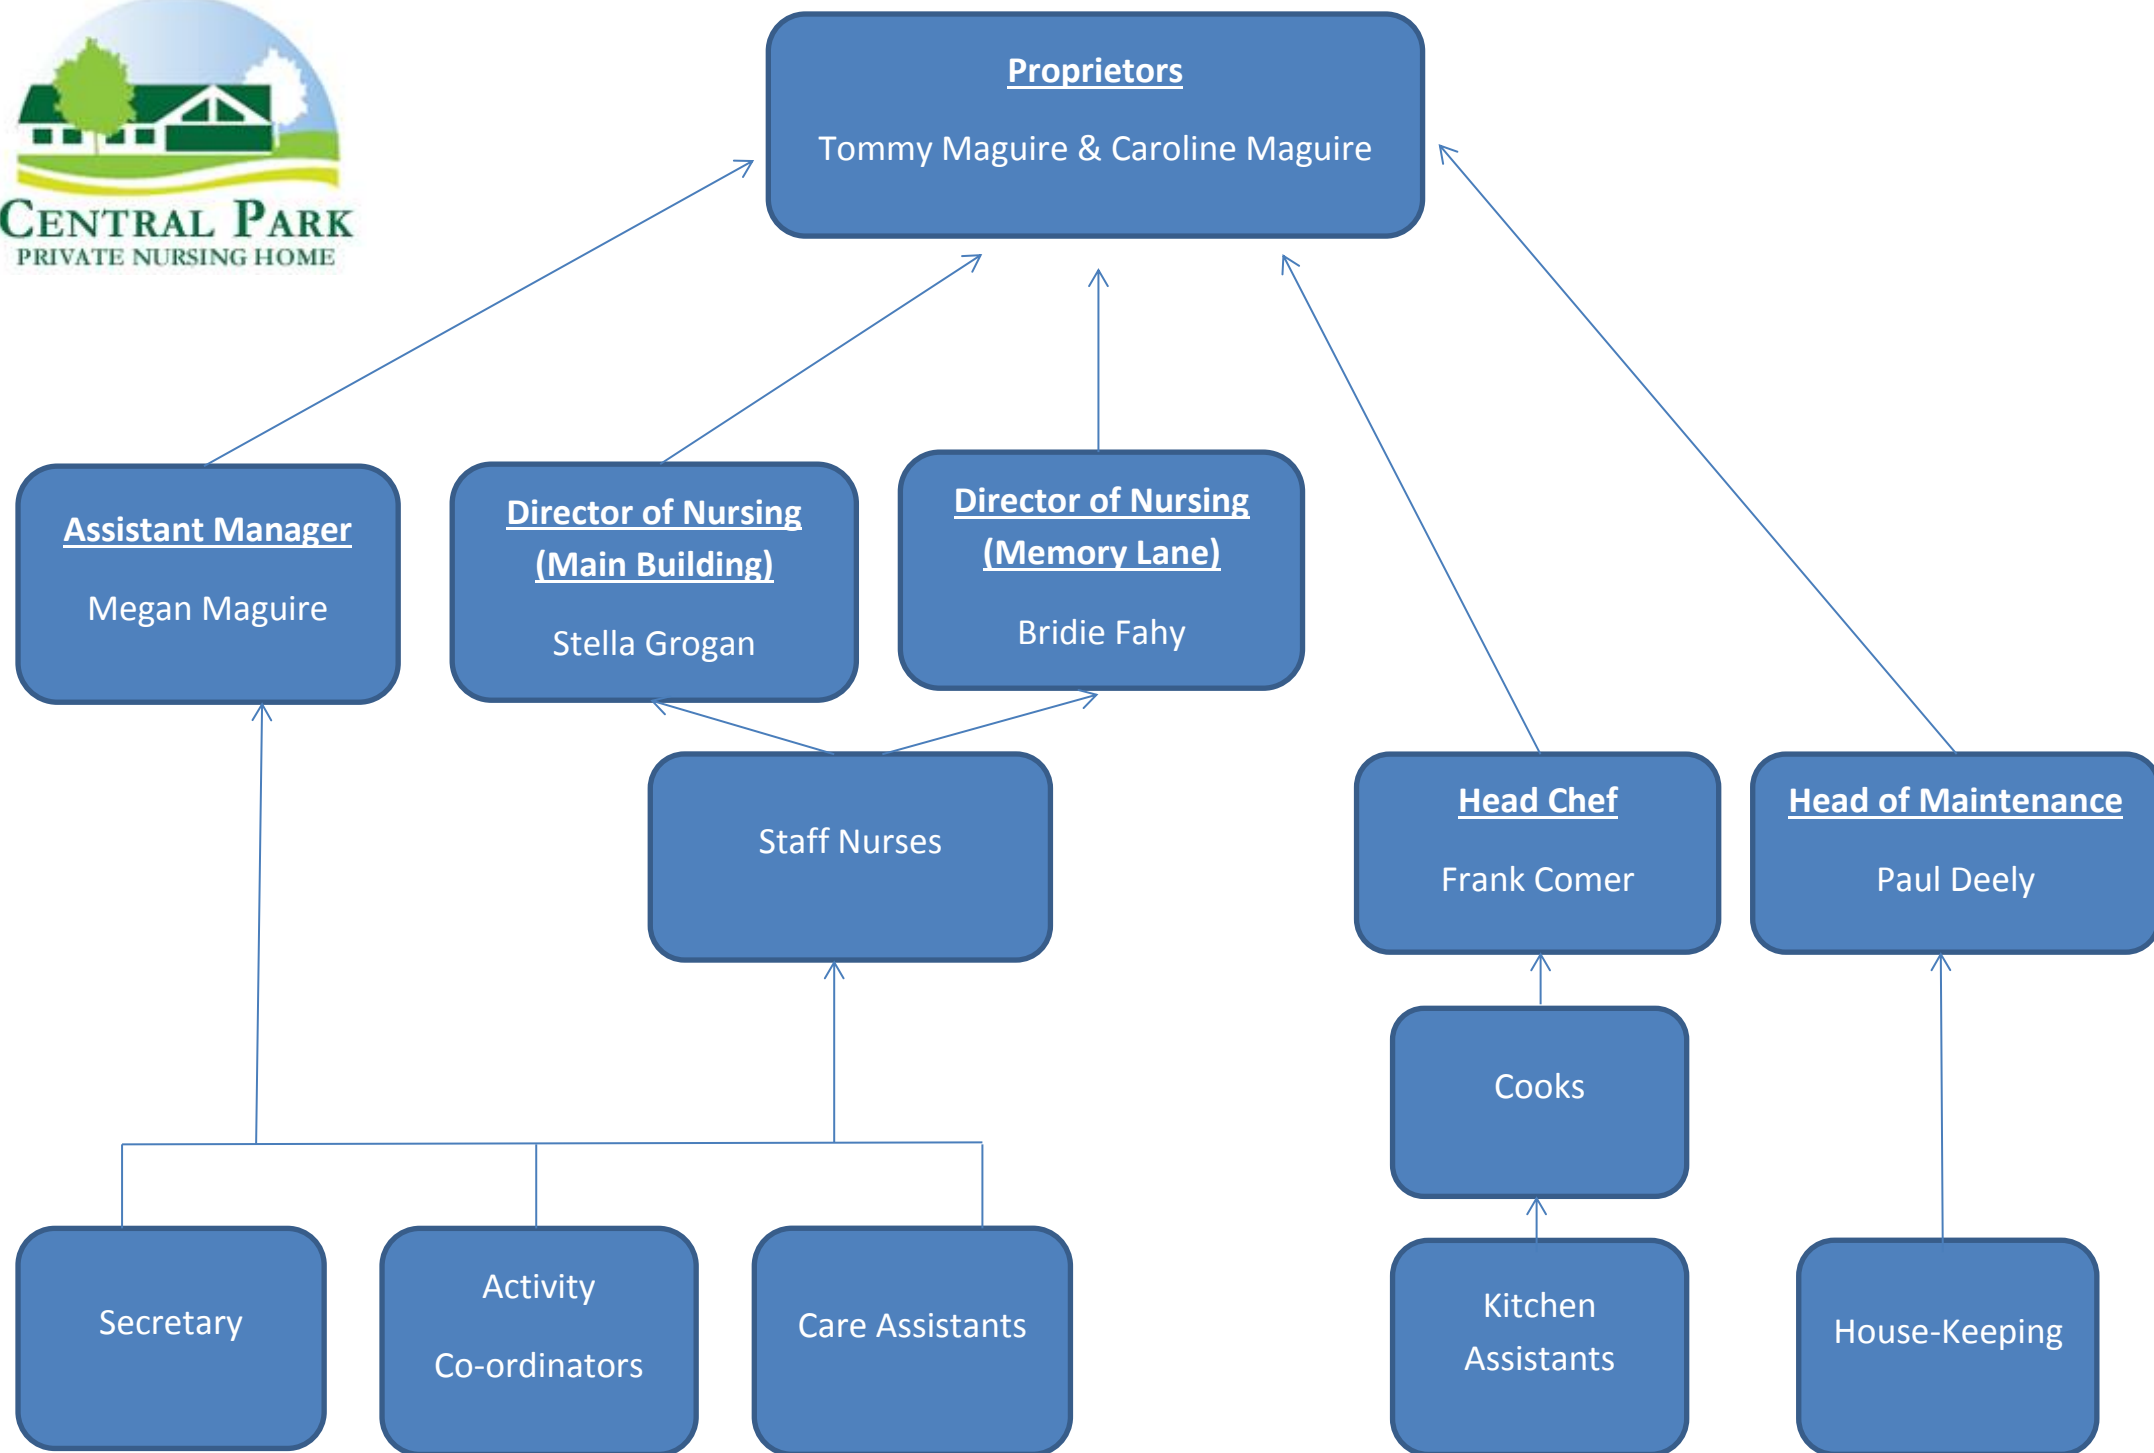 CENTRAL PARK
PRIVATE NURSING HOME
Proprietors
Tommy Maguire & Caroline Maguire
Assistant Manager
Megan Maguire
Director of Nursing
(Main Building)
Stella Grogan
Director of Nursing
(Memory Lane)
Bridie Fahy
Staff Nurses
Head Chef
Frank Comer
Head of Maintenance
Paul Deely
Cooks
Secretary
Activity
Co-ordinators
Care Assistants
Kitchen
Assistants
House-Keeping